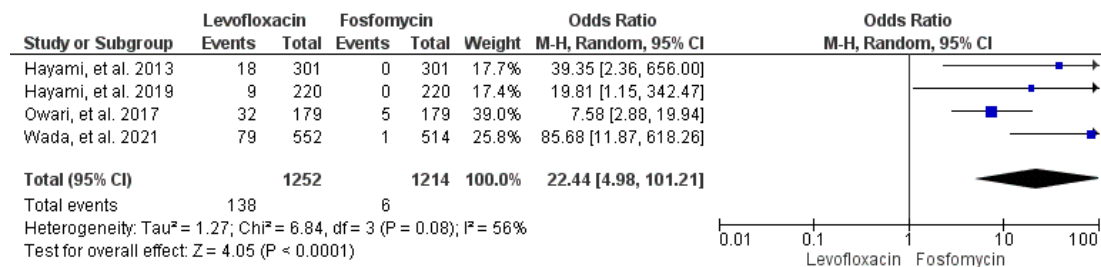 Levofloxacin Fosfomycin Odds Ratio Odds Ratio
Study or Subgroup Events Total Events Total Weight M-H, Random, 95% CI M-H, Random, 95% CI
Hayami, et al. 2013 18 301 0 301 17.7% 39.35 [2.36, 656.00]
Hayami, et al. 2019 9 220 0 220 17.4% 19.81 [1.15, 342.47]
Owari, et al. 2017 32 179 5 179 39.0% 7.58 [2.88, 19.94]
Wada, et al. 2021 79 552 1 514 25.8% 85.68 [11.87, 618.26]
Total (95% CI) 1252 1214 100.0% 22.44 [4.98, 101.21]
Total events 138 6
Heterogeneity: Tau² = 1.27; Chi² = 6.84, df = 3 (P = 0.08); I² = 56%
Test for overall effect: Z = 4.05 (P < 0.0001)
0.01 0.1 1 10 100
Levofloxacin Fosfomycin